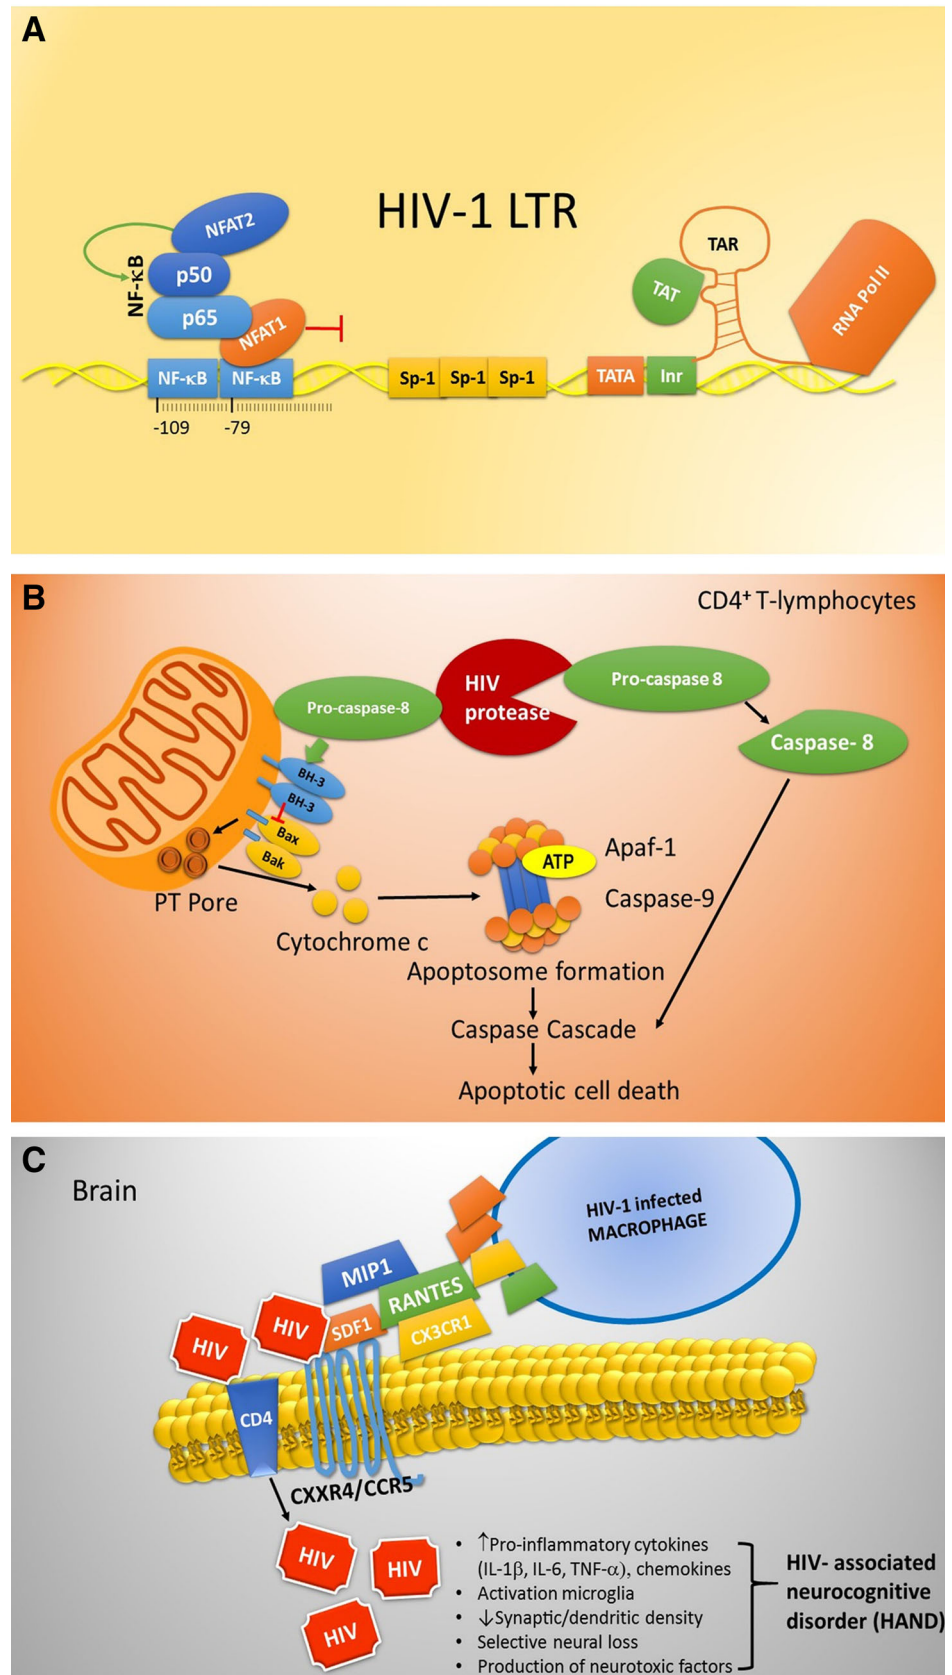 A
HIV-1 LTR
NFAT2
NF-κB
p50
p65
NFAT1
TAR
TAT
RNA Pol II
NF-κB NF-κB
Sp-1 Sp-1 Sp-1
TATA Inr
-109 -79
B
CD4+ T-lymphocytes
Pro-caspase-8
HIV
protease
Pro-caspase 8
Caspase- 8
BH-3
BH-3
Bax
Bak
PT Pore
Cytochrome c
ATP
Apaf-1
Caspase-9
Apoptosome formation
Caspase Cascade
Apoptotic cell death
C
Brain
HIV-1 infected
MACROPHAGE
MIP1
RANTES
SDF1
CX3CR1
HIV
HIV
CD4
CXXR4/CCR5
HIV
HIV
HIV
• ↑Pro-inflammatory cytokines
(IL-1β, IL-6, TNF-α), chemokines
• Activation microglia
• ↓Synaptic/dendritic density
• Selective neural loss
• Production of neurotoxic factors
HIV- associated
neurocognitive
disorder (HAND)